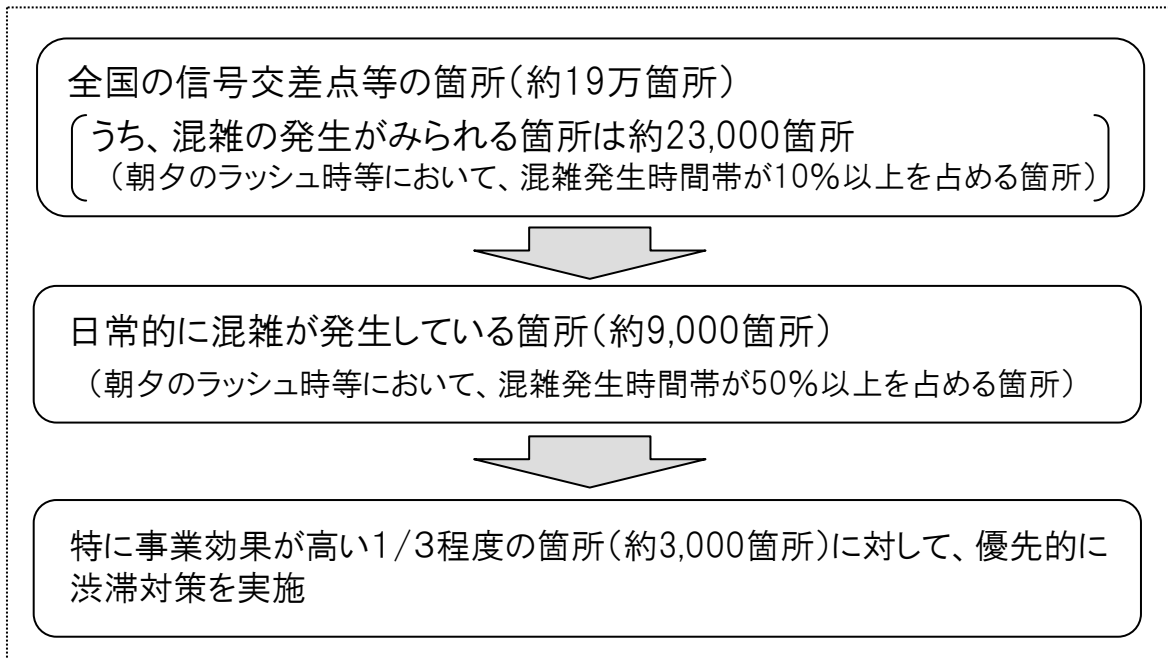 全国の信号交差点等の箇所(約19万箇所)
うち、混雑の発生がみられる箇所は約23,000箇所
(朝夕のラッシュ時等において、混雑発生時間帯が10%以上を占める箇所)
日常的に混雑が発生している箇所(約9,000箇所)
(朝夕のラッシュ時等において、混雑発生時間帯が50%以上を占める箇所)
特に事業効果が高い1/3程度の箇所(約3,000箇所)に対して、優先的に
渋滞対策を実施